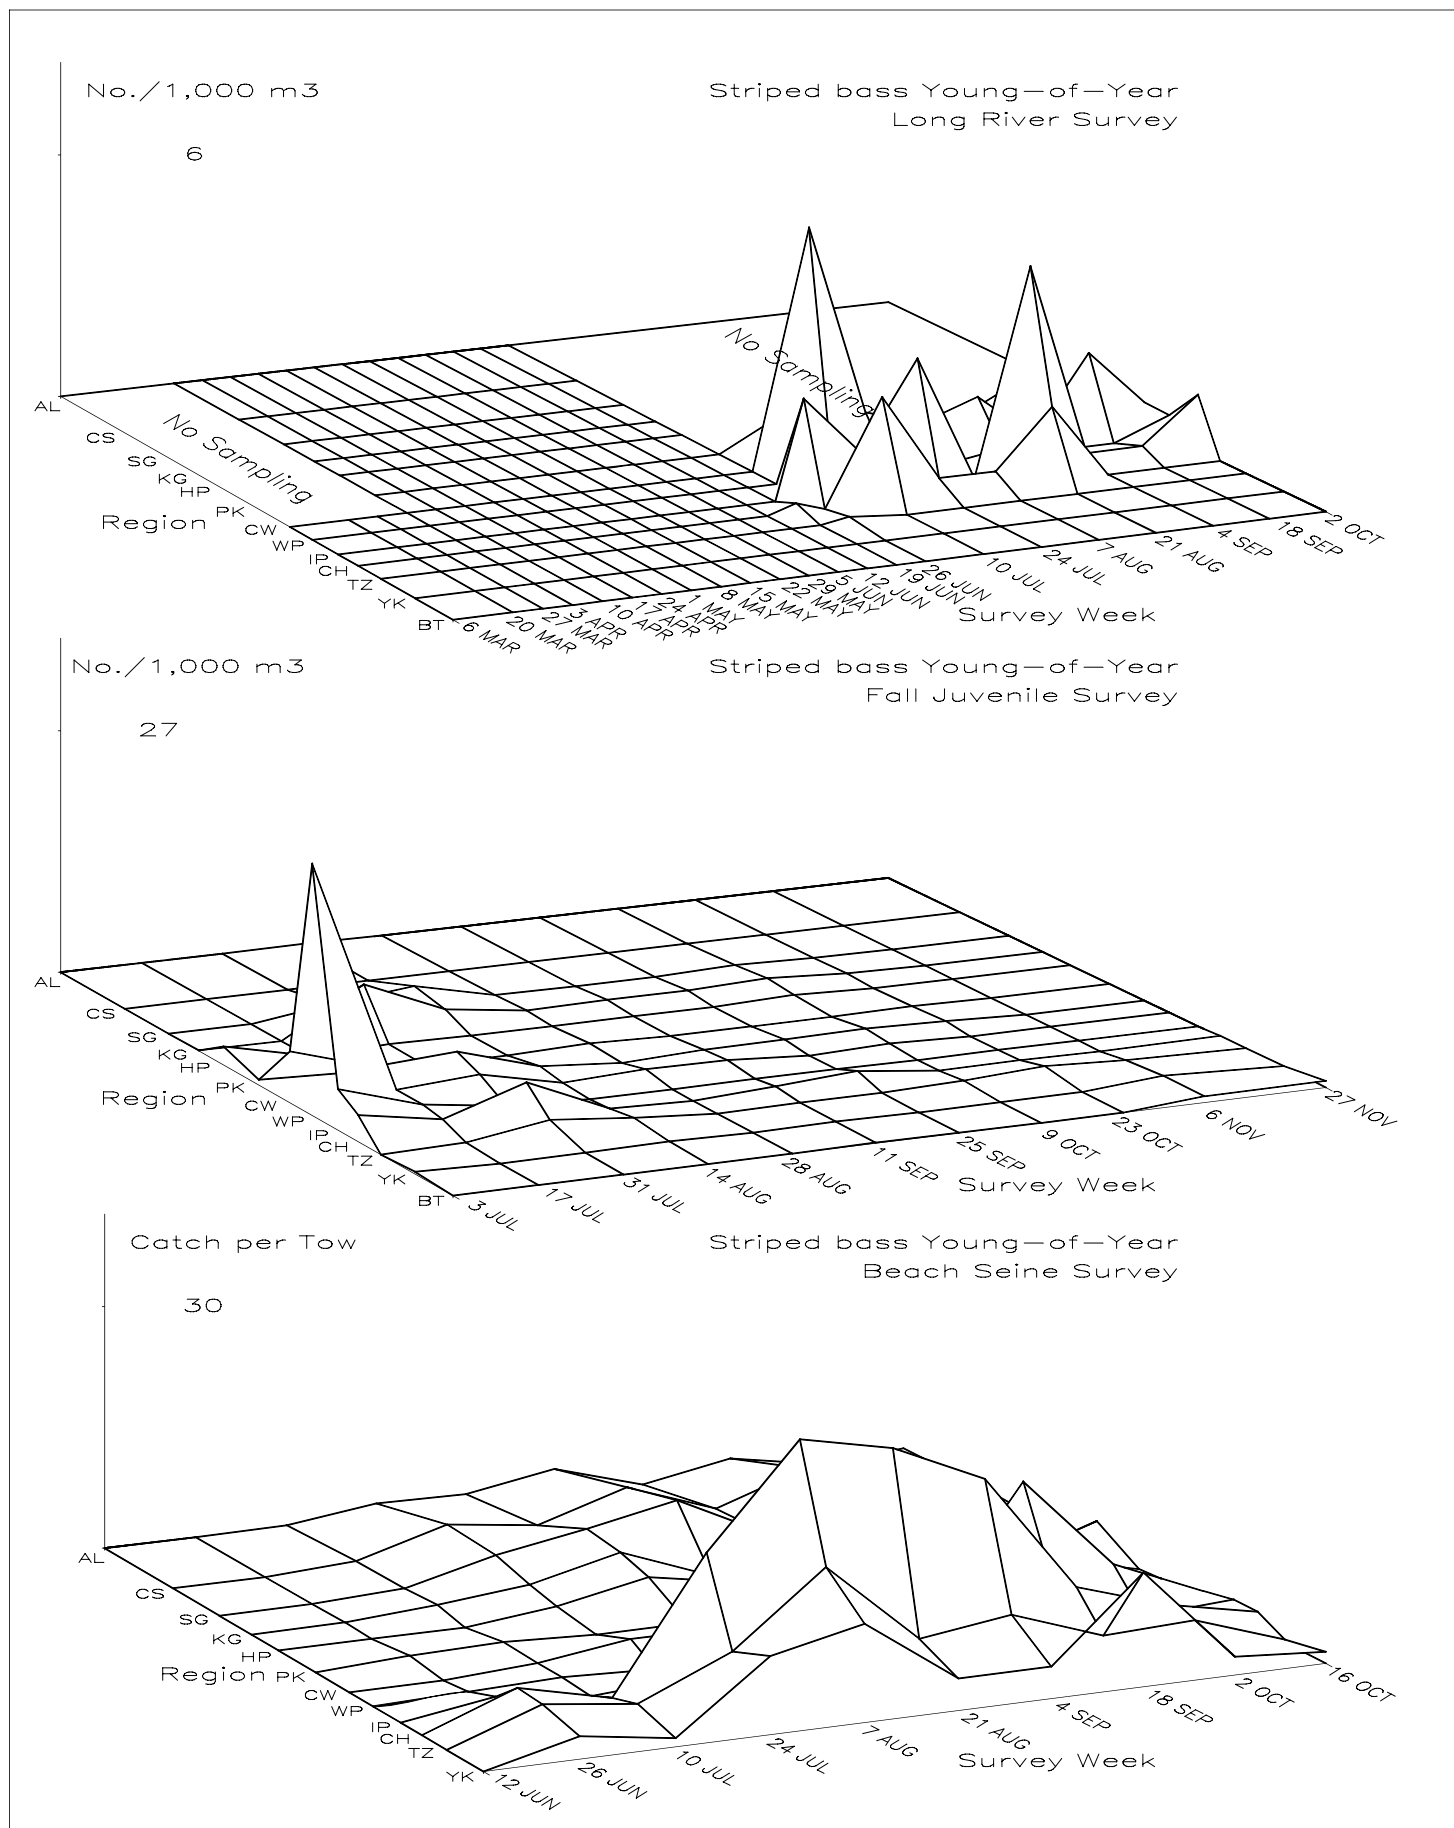 No./1,000 m3
Striped bass Young—of—Year
Long River Survey
6
No Sampling
No Sampling
AL
CS
SG
KG
HP
PK
CW
WP
IP
CH
TZ
YK
BT
Region
6 MAR
20 MAR
27 MAR
3 APR
10 APR
17 APR
24 APR
1 MAY
8 MAY
15 MAY
22 MAY
29 MAY
5 JUN
12 JUN
19 JUN
26 JUN
10 JUL
24 JUL
7 AUG
21 AUG
4 SEP
18 SEP
2 OCT
Survey Week
No./1,000 m3
Striped bass Young—of—Year
Fall Juvenile Survey
27
AL
CS
SG
KG
HP
PK
CW
WP
IP
CH
TZ
YK
BT
Region
3 JUL
17 JUL
31 JUL
14 AUG
28 AUG
11 SEP
25 SEP
9 OCT
23 OCT
6 NOV
27 NOV
Survey Week
Catch per Tow
Striped bass Young—of—Year
Beach Seine Survey
30
AL
CS
SG
KG
HP
PK
CW
WP
IP
CH
TZ
YK
Region
12 JUN
26 JUN
10 JUL
24 JUL
7 AUG
21 AUG
4 SEP
18 SEP
2 OCT
16 OCT
Survey Week